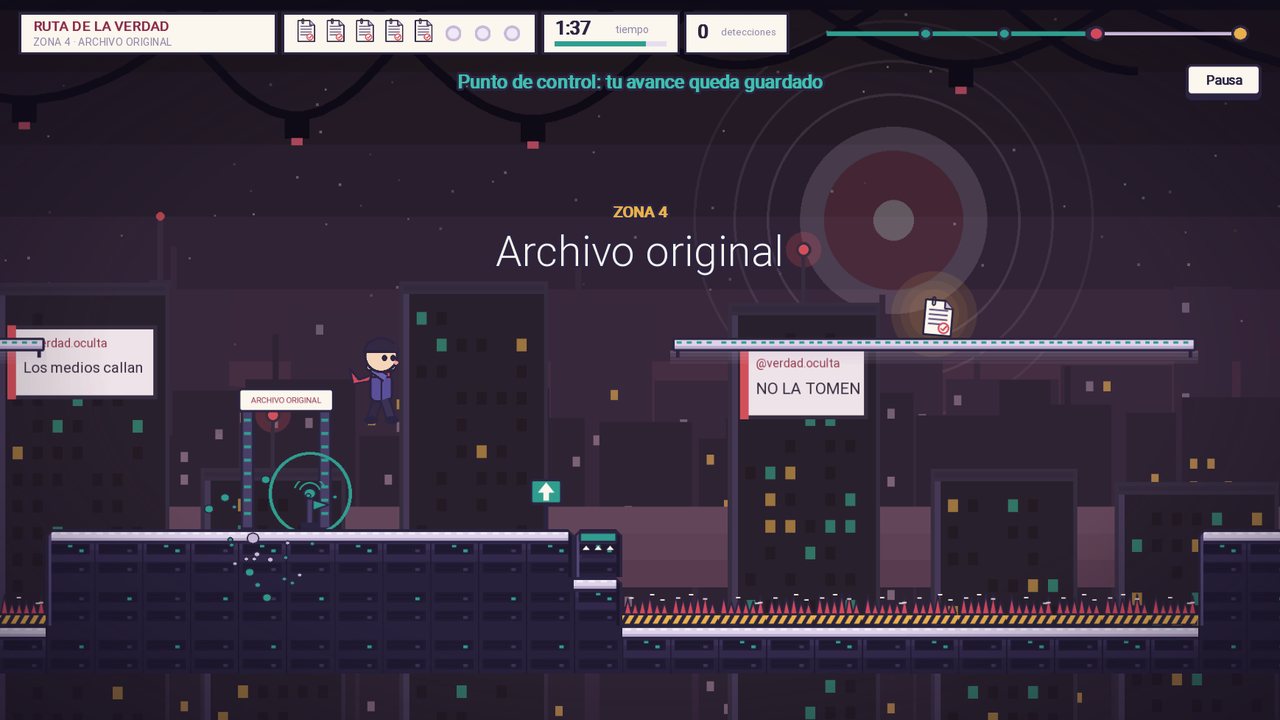 RUTA DE LA VERDAD
ZONA 4 · ARCHIVO ORIGINAL
1:37 tiempo
0 detecciones
Punto de control: tu avance queda guardado
Pausa
ZONA 4
Archivo original
erdad.oculta
Los medios callan
@verdad.oculta
NO LA TOMEN
ARCHIVO ORIGINAL